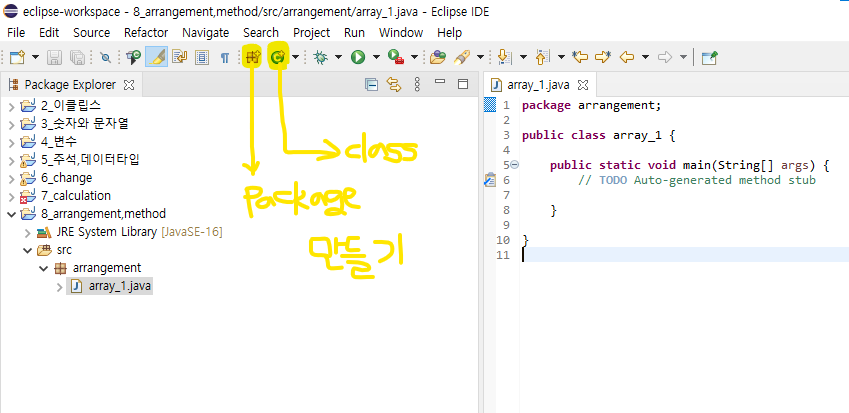 eclipse-workspace - 8_arrangement,method/src/arrangement/array_1.java - Eclipse IDE
File Edit Source Refactor Navigate Search Project Run Window Help
Package Explorer
2_이클립스
3_숫자와 문자열
4_변수
5_주석,데이터타입
6_change
7_calculation
8_arrangement,method
JRE System Library [JavaSE-16]
src
arrangement
array_1.java
class
package
만들기
array_1.java
1 package arrangement;
2
3 public class array_1 {
4
5 public static void main(String[] args) {
6 // TODO Auto-generated method stub
7
8 }
9
10 }
11